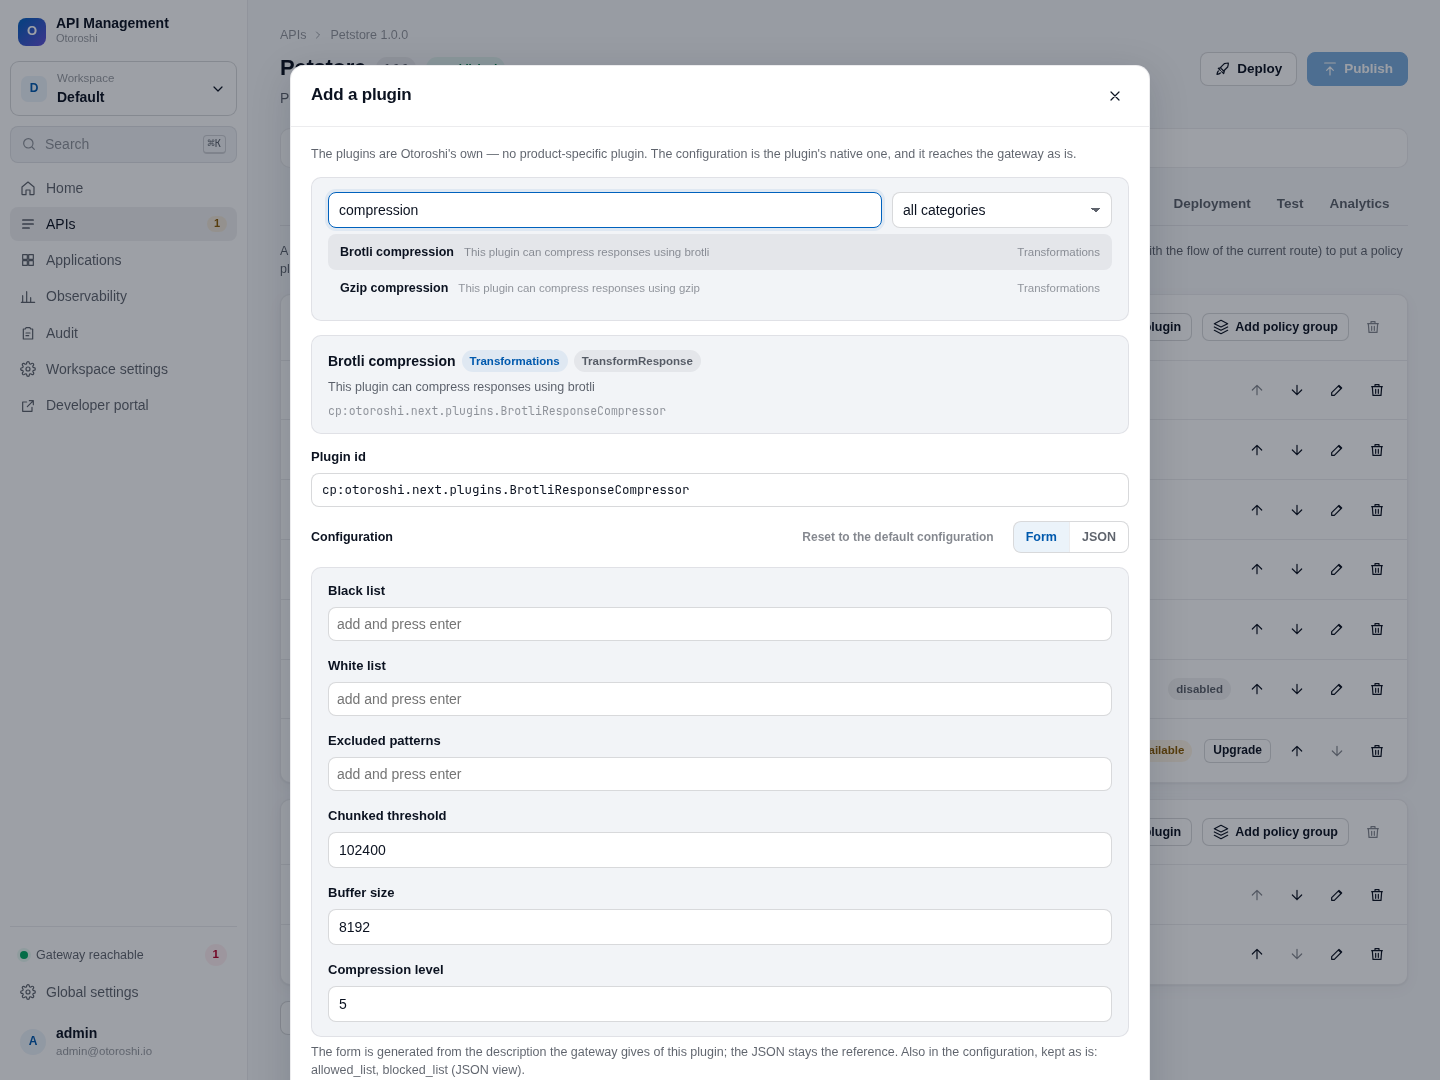 API Management
Otoroshi
Workspace
D Default
Search ⌘K
Home
APIs 1
Applications
Observability
Audit
Workspace settings
Developer portal
Gateway reachable 1
Global settings
A admin
admin@otoroshi.io
APIs > Petstore 1.0.0
Deploy
Publish
Deployment Test Analytics
ith the flow of the current route) to put a policy
Add policy group
disabled
Upgrade
Add policy group
Add a plugin
The plugins are Otoroshi's own — no product-specific plugin. The configuration is the plugin's native one, and it reaches the gateway as is.
compression all categories
Brotli compression This plugin can compress responses using brotli Transformations
Gzip compression This plugin can compress responses using gzip Transformations
Brotli compression Transformations TransformResponse
This plugin can compress responses using brotli
cp:otoroshi.next.plugins.BrotliResponseCompressor
Plugin id
cp:otoroshi.next.plugins.BrotliResponseCompressor
Configuration Reset to the default configuration Form JSON
Black list
add and press enter
White list
add and press enter
Excluded patterns
add and press enter
Chunked threshold
102400
Buffer size
8192
Compression level
5
The form is generated from the description the gateway gives of this plugin; the JSON stays the reference. Also in the configuration, kept as is:
allowed_list, blocked_list (JSON view).